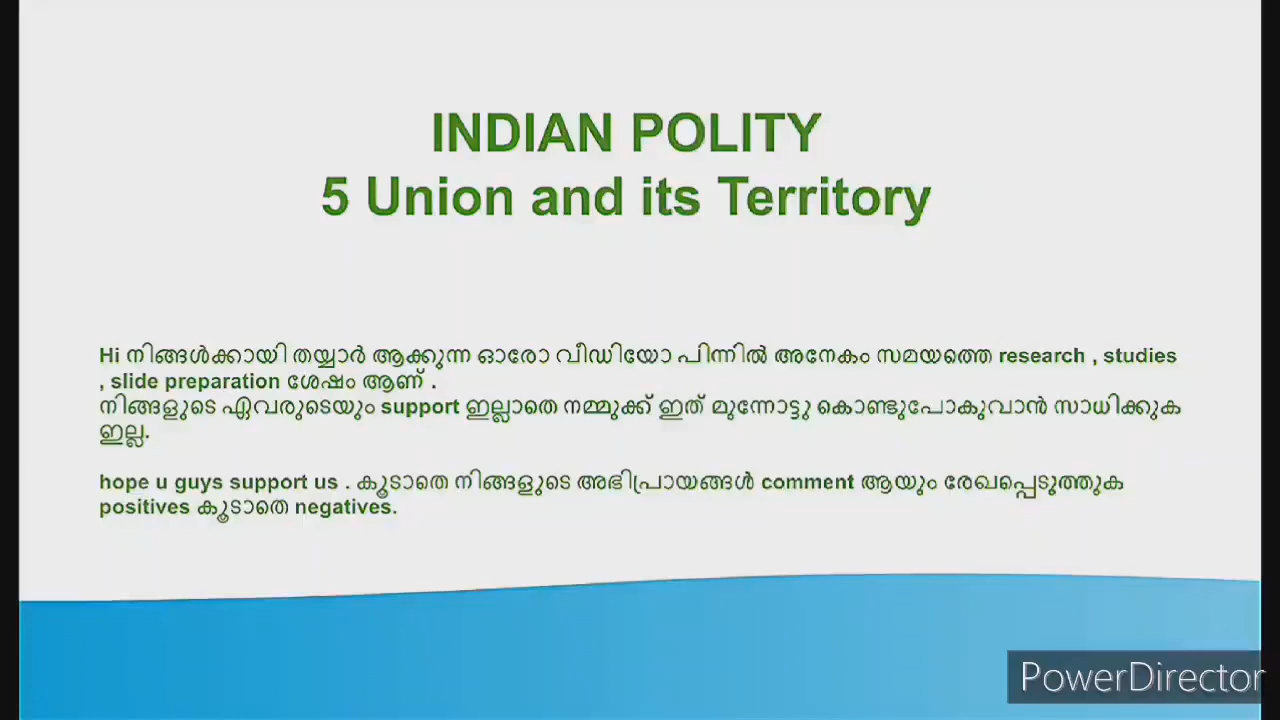 INDIAN POLITY
5 Union and its Territory
Hi നിങ്ങൾക്കായി തയ്യാർ ആക്കുന്ന ഓരോ വീഡിയോ പിന്നിൽ അനേകം സമയത്തെ research , studies
, slide preparation ശേഷം ആണ് .
നിങ്ങളുടെ ഏവരുടെയും support ഇല്ലാതെ നമ്മുക്ക് ഇത് മുന്നോട്ടു കൊണ്ടുപോകുവാൻ സാധിക്കുക
ഇല്ല.
hope u guys support us . കൂടാതെ നിങ്ങളുടെ അഭിപ്രായങ്ങൾ comment ആയും രേഖപ്പെടുത്തുക
positives കൂടാതെ negatives.
PowerDirector